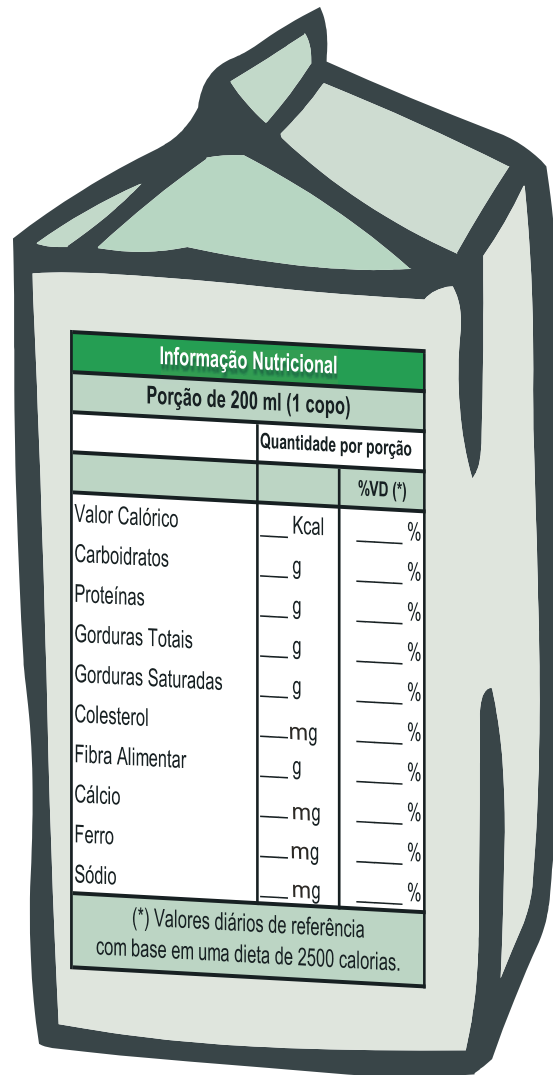 Informação Nutricional
Porção de 200 ml (1 copo)
Quantidade por porção
%VD (*)
Valor Calórico ___ Kcal _____ %
Carboidratos ___ g _____ %
Proteínas ___ g _____ %
Gorduras Totais ___ g _____ %
Gorduras Saturadas ___ g _____ %
Colesterol ___mg _____ %
Fibra Alimentar ___ g _____ %
Cálcio ___ mg _____ %
Ferro ___ mg _____ %
Sódio ___ mg _____ %
(*) Valores diários de referência
com base em uma dieta de 2500 calorias.